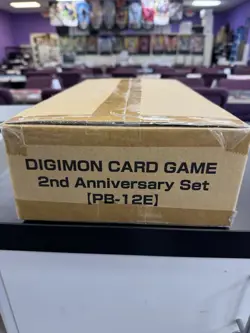 DIGIMON CARD GAME
2nd Anniversary Set
【PB-12E】